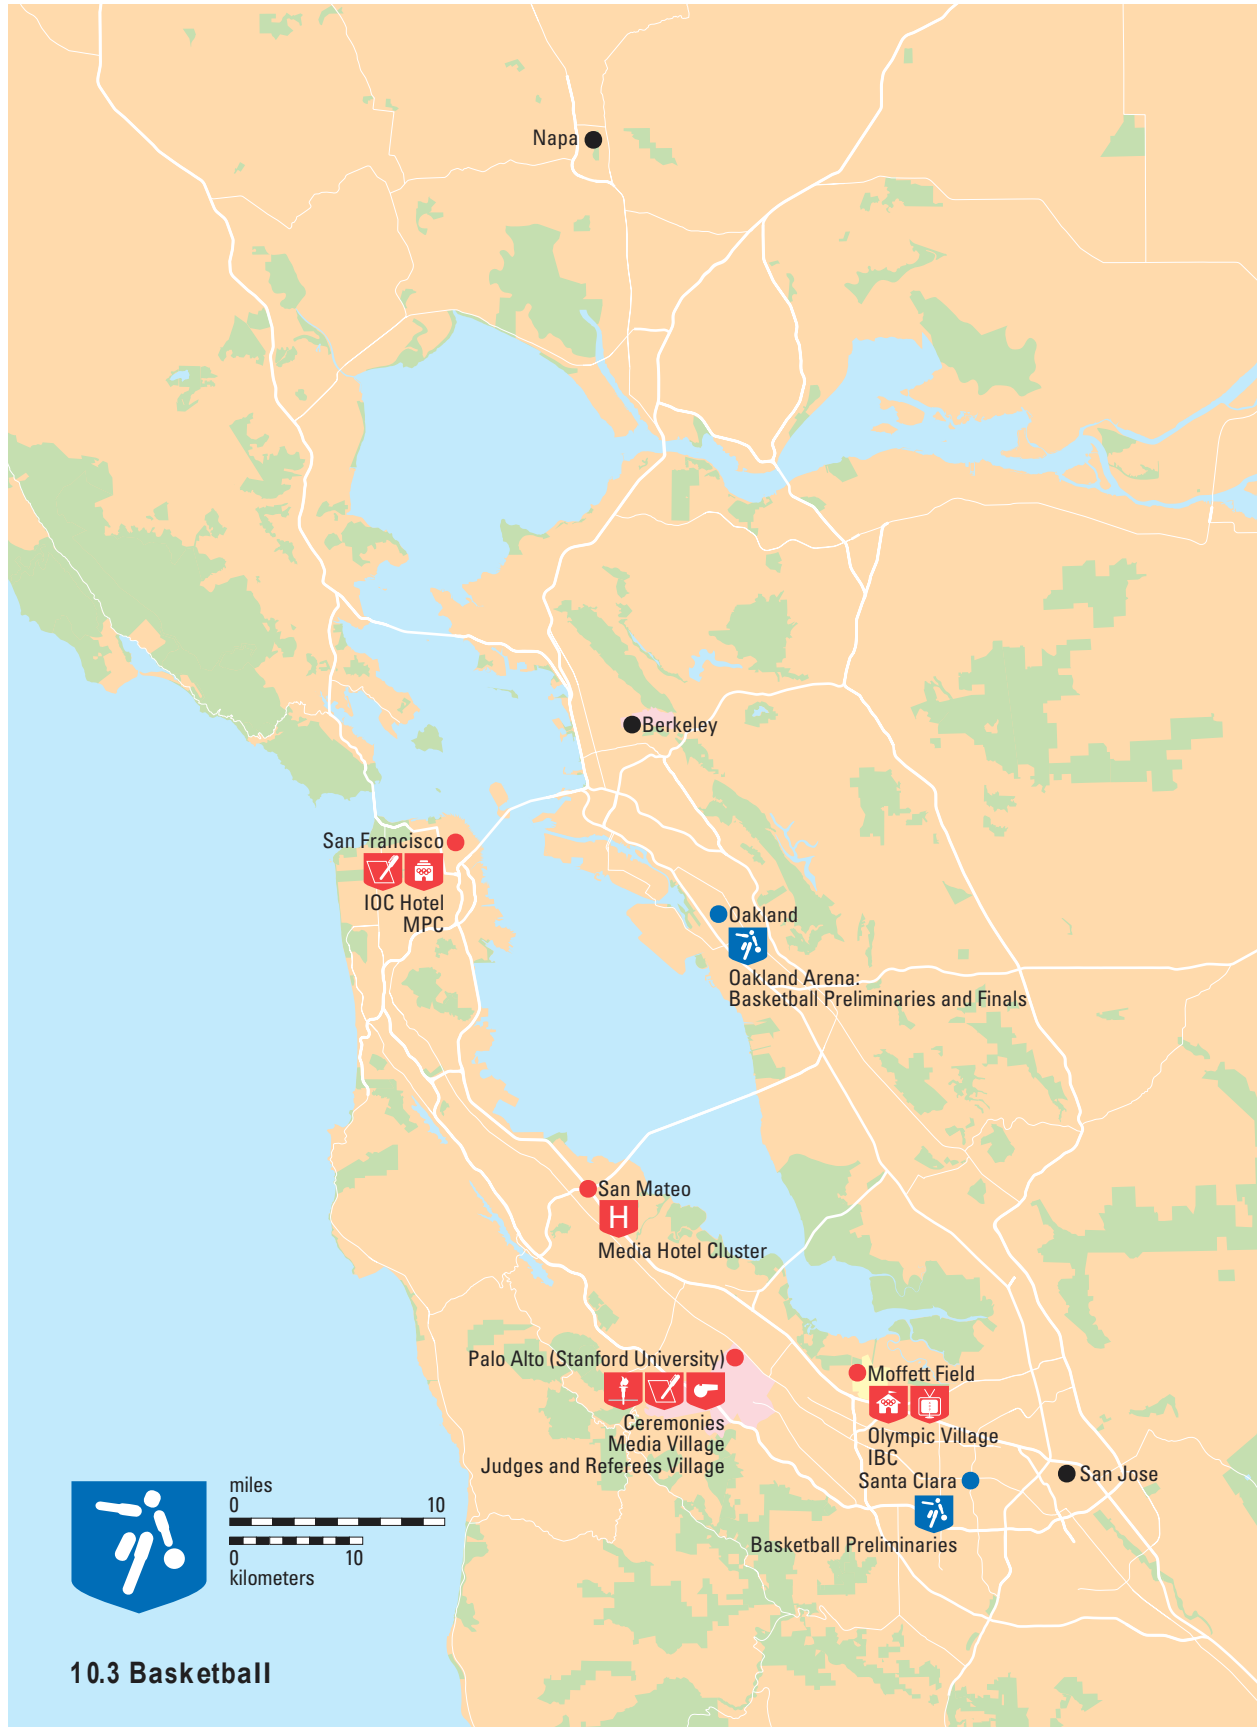 Napa
Berkeley
San Francisco
IOC Hotel
MPC
Oakland
Oakland Arena:
Basketball Preliminaries and Finals
San Mateo
H
Media Hotel Cluster
Palo Alto (Stanford University)
Ceremonies
Media Village
Judges and Referees Village
Moffett Field
Olympic Village
IBC
Santa Clara
San Jose
Basketball Preliminaries
miles
0 10
0 10
kilometers
10.3 Basketball